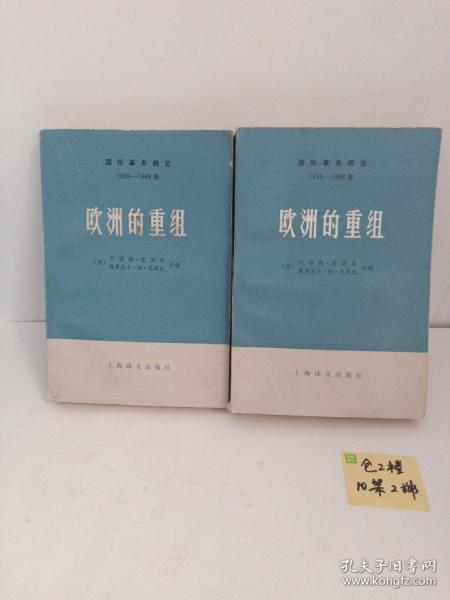 国际事务概览
1939—1946年
欧洲的重组
〔英〕
阿诺德·托因比
维罗尼卡·M·托因比
合编
上海译文出版社
国际事务概览
1939—1946年
欧洲的重组
〔英〕
阿诺德·托因比
维罗尼卡·M·托因比
合编
上海译文出版社
仓2楼
10架2梯
孔夫子旧书网
www.kongfz.com